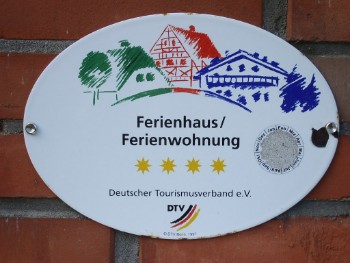 Ferienhaus/
Ferienwohnung
Deutscher Tourismusverband e.V.
DTV